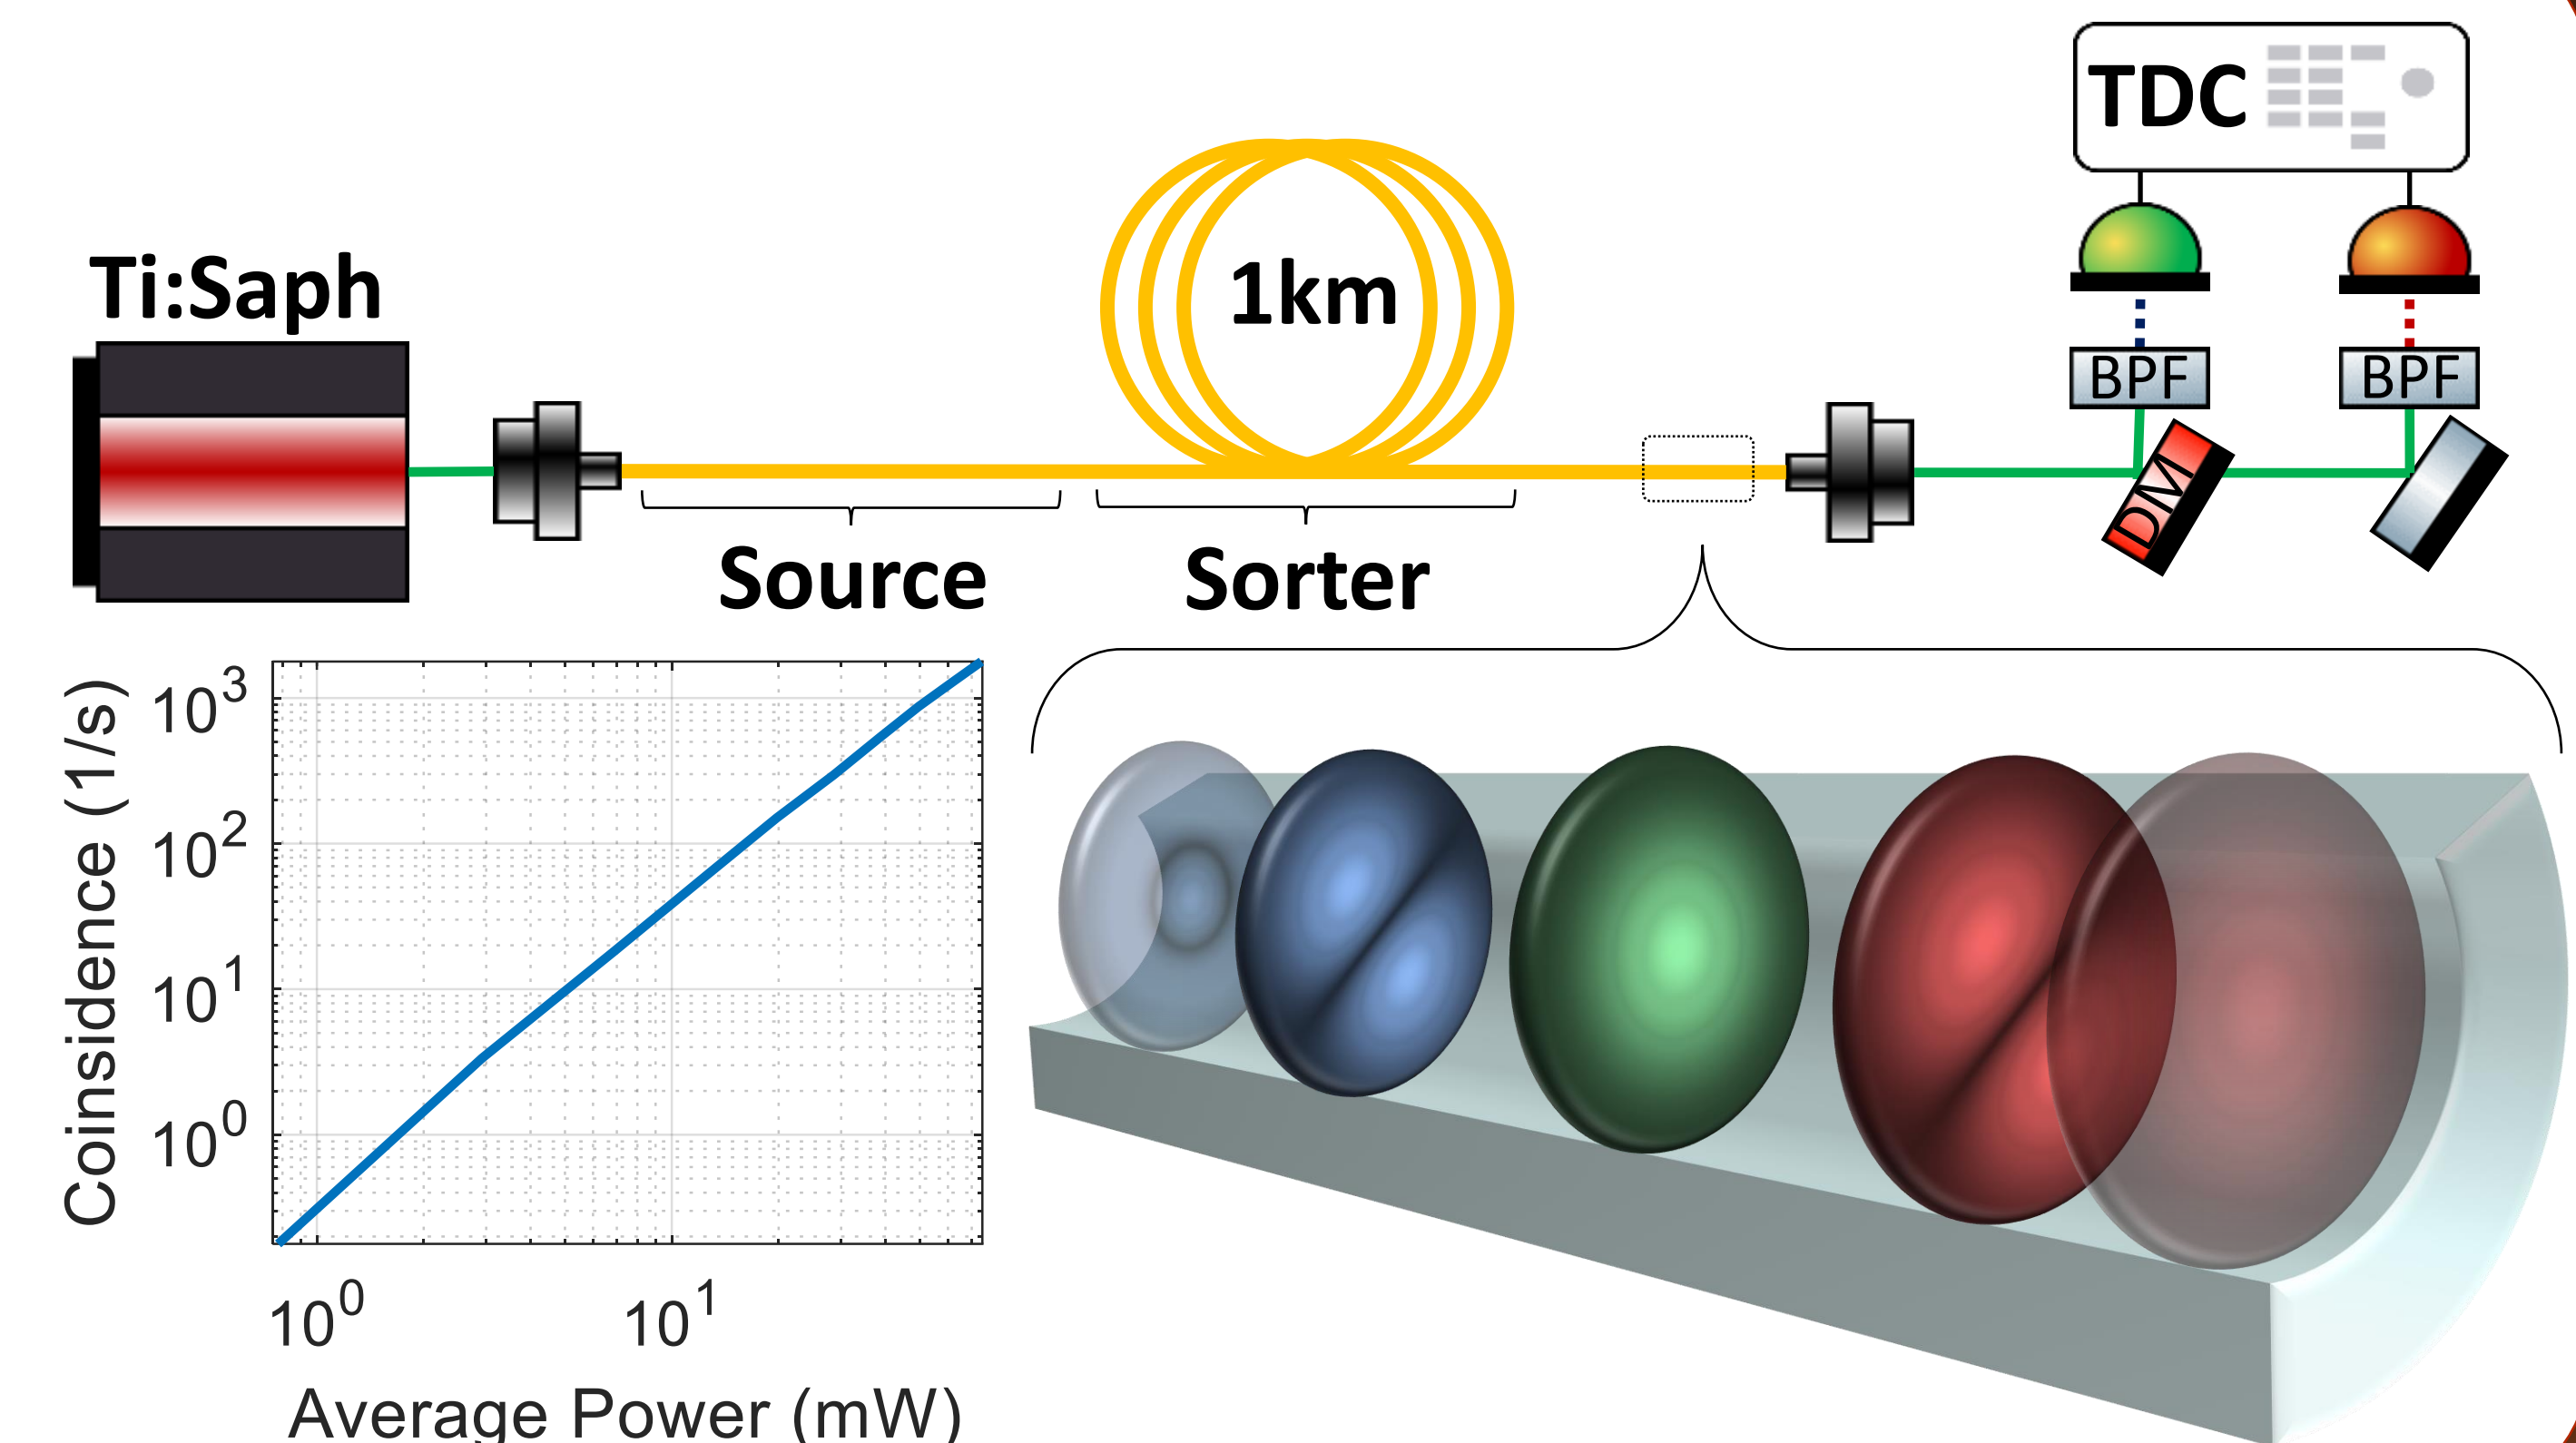 TDC
Ti:Saph
1km
BPF
BPF
DM
Source
Sorter
Coinsidence (1/s)
10^3
10^2
10^1
10^0
10^0
10^1
Average Power (mW)